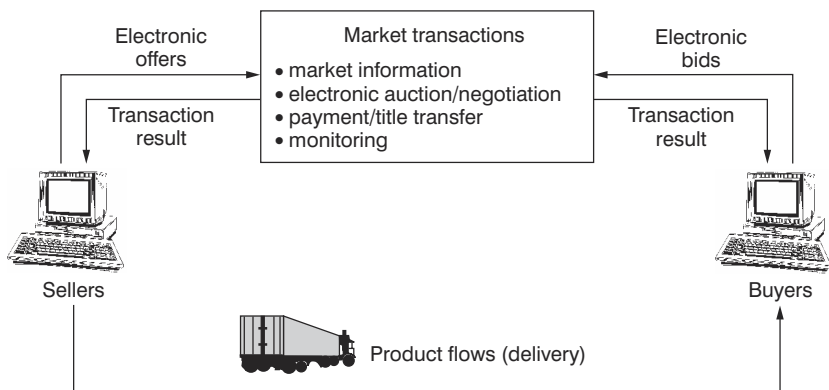 Electronic
offers
Market transactions
• market information
• electronic auction/negotiation
• payment/title transfer
• monitoring
Electronic
bids
Transaction
result
Transaction
result
Sellers
Buyers
Product flows (delivery)